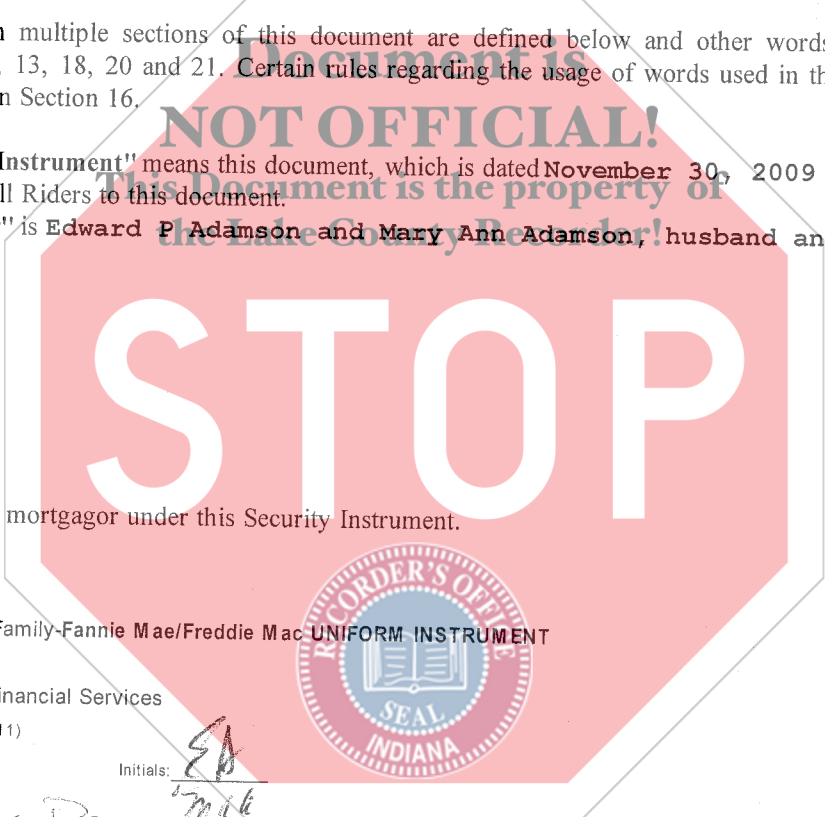 multiple sections of this document are defined below and other words
13, 18, 20 and 21. Certain rules regarding the usage of words used in th
n Section 16.
Document is
NOT OFFICIAL!
This Document is the property of
the Lake County Recorder!
Instrument" means this document, which is dated November 30, 2009
ll Riders to this document.
" is Edward P Adamson and Mary Ann Adamson, husband an
STOP
mortgagor under this Security Instrument.
RECORDER'S OFFICE
SEAL
INDIANA
Family-Fannie Mae/Freddie Mac UNIFORM INSTRUMENT
inancial Services
1)
Initials: EA